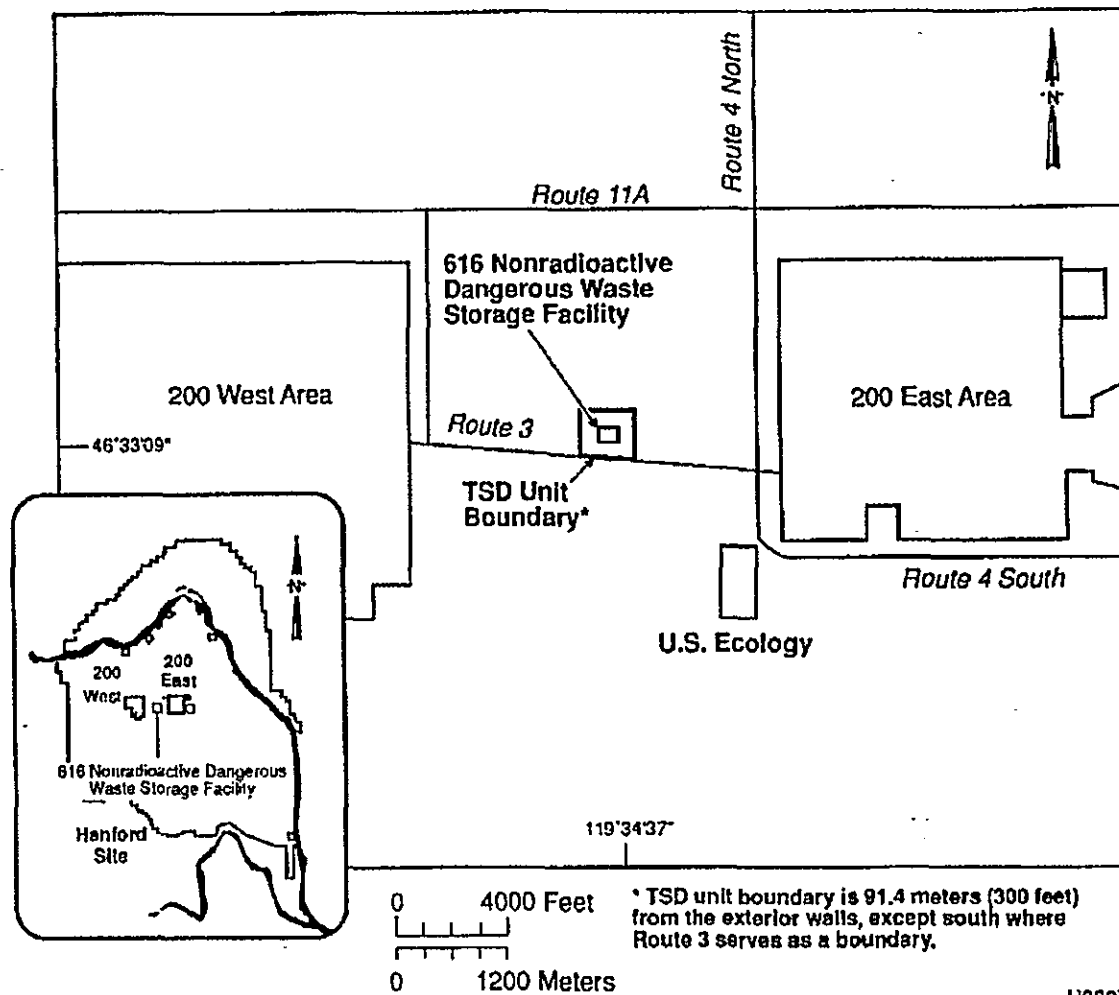 Route 4 North
N
Route 11A
616 Nonradioactive
Dangerous Waste
Storage Facility
200 West Area
200 East Area
Route 3
46°33'09"
TSD Unit
Boundary*
Route 4 South
U.S. Ecology
N
200
West
200
East
616 Nonradioactive Dangerous
Waste Storage Facility
Hanford
Site
119°34'37"
0 4000 Feet
0 1200 Meters
* TSD unit boundary is 91.4 meters (300 feet)
from the exterior walls, except south where
Route 3 serves as a boundary.